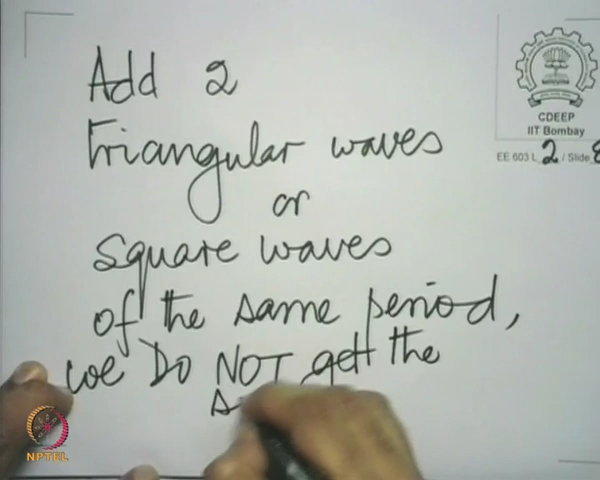 Add 2
triangular waves
or
square waves
of the same period,
we DO NOT get the
CDEEP
IIT Bombay
EE 603 L 2 / Slide 8
NPTEL